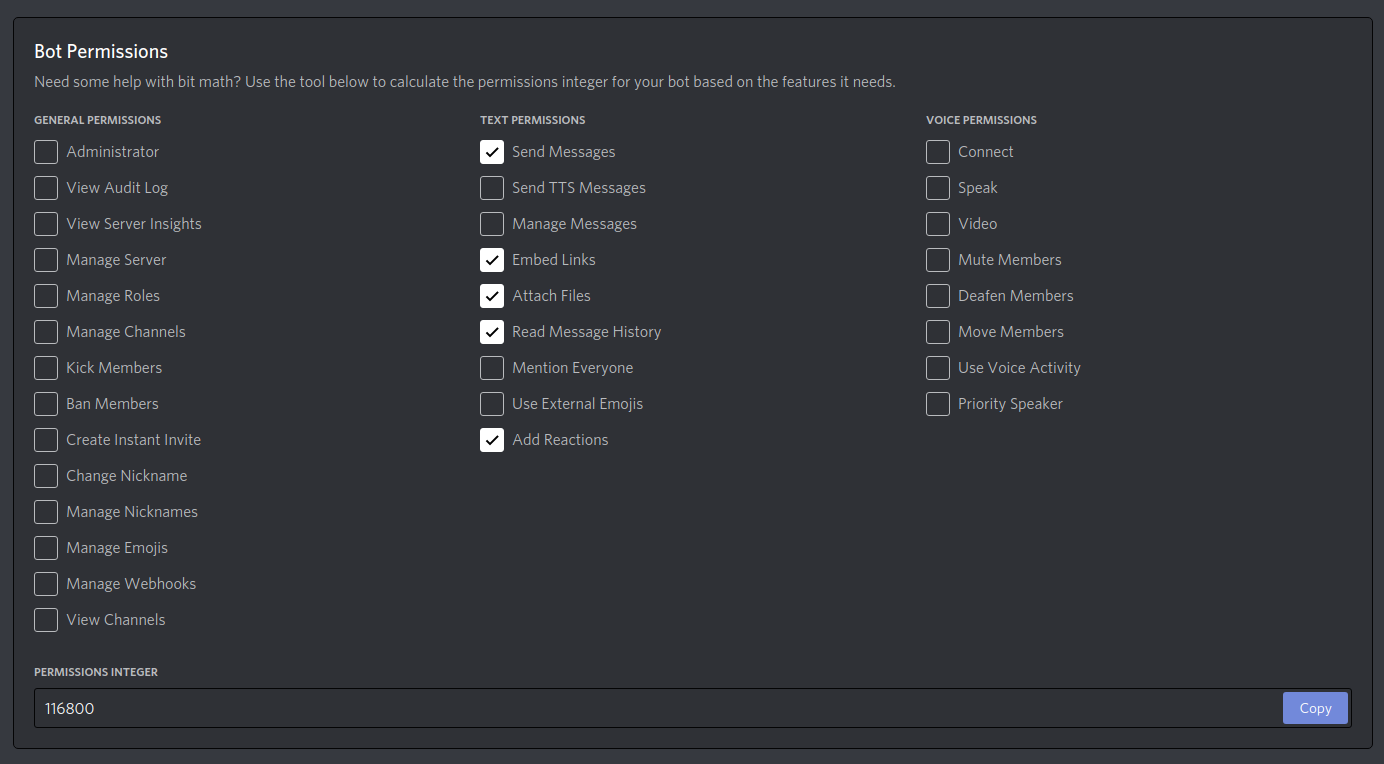 Bot Permissions
Need some help with bit math? Use the tool below to calculate the permissions integer for your bot based on the features it needs.
GENERAL PERMISSIONS
Administrator
View Audit Log
View Server Insights
Manage Server
Manage Roles
Manage Channels
Kick Members
Ban Members
Create Instant Invite
Change Nickname
Manage Nicknames
Manage Emojis
Manage Webhooks
View Channels
TEXT PERMISSIONS
Send Messages
Send TTS Messages
Manage Messages
Embed Links
Attach Files
Read Message History
Mention Everyone
Use External Emojis
Add Reactions
VOICE PERMISSIONS
Connect
Speak
Video
Mute Members
Deafen Members
Move Members
Use Voice Activity
Priority Speaker
PERMISSIONS INTEGER
116800
Copy